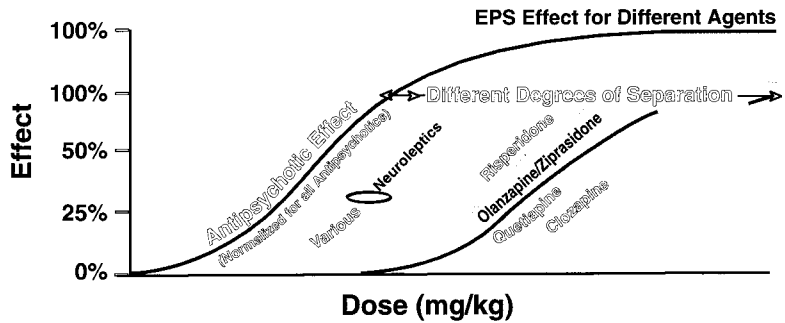 EPS Effect for Different Agents
100%
100%
50%
25%
0%
Effect
Different Degrees of Separation
Antipsychotic Effect
(Normalized for all Antipsychotics)
Various
Neuroleptics
Risperidone
Olanzapine/Ziprasidone
Quetiapine
Clozapine
Dose (mg/kg)